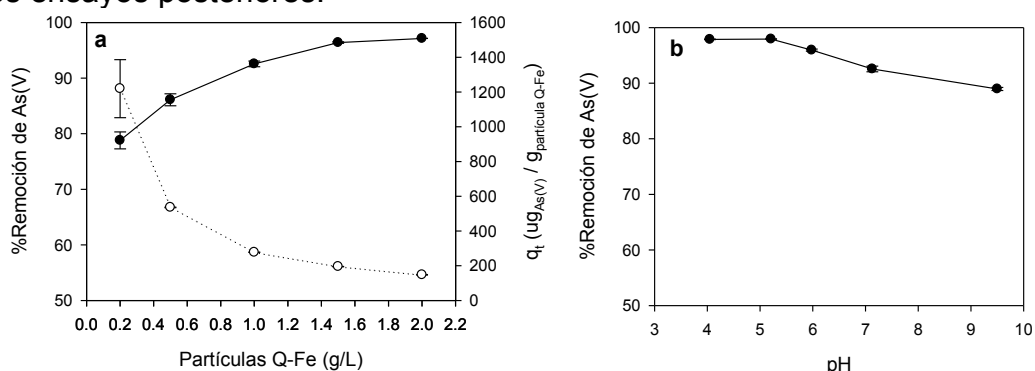 os ensayos posteriores.
a
100
90
80
70
60
50
%Remoción de As(V)
1600
1400
1200
1000
800
600
400
200
0
qt (ugAs(V) / gpartícula Q-Fe)
0.0 0.2 0.4 0.6 0.8 1.0 1.2 1.4 1.6 1.8 2.0 2.2
Partículas Q-Fe (g/L)
b
100
90
80
70
60
50
%Remoción de As(V)
3 4 5 6 7 8 9 10
pH